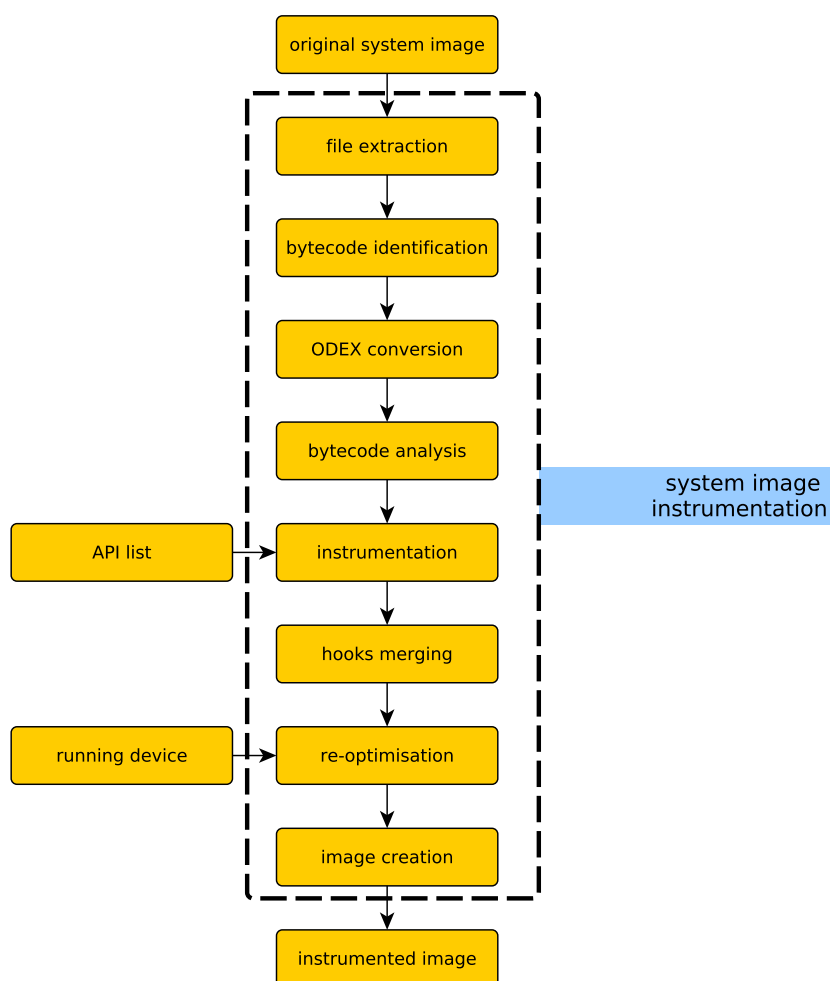 original system image
file extraction
bytecode identification
ODEX conversion
bytecode analysis
system image
instrumentation
API list
instrumentation
hooks merging
running device
re-optimisation
image creation
instrumented image